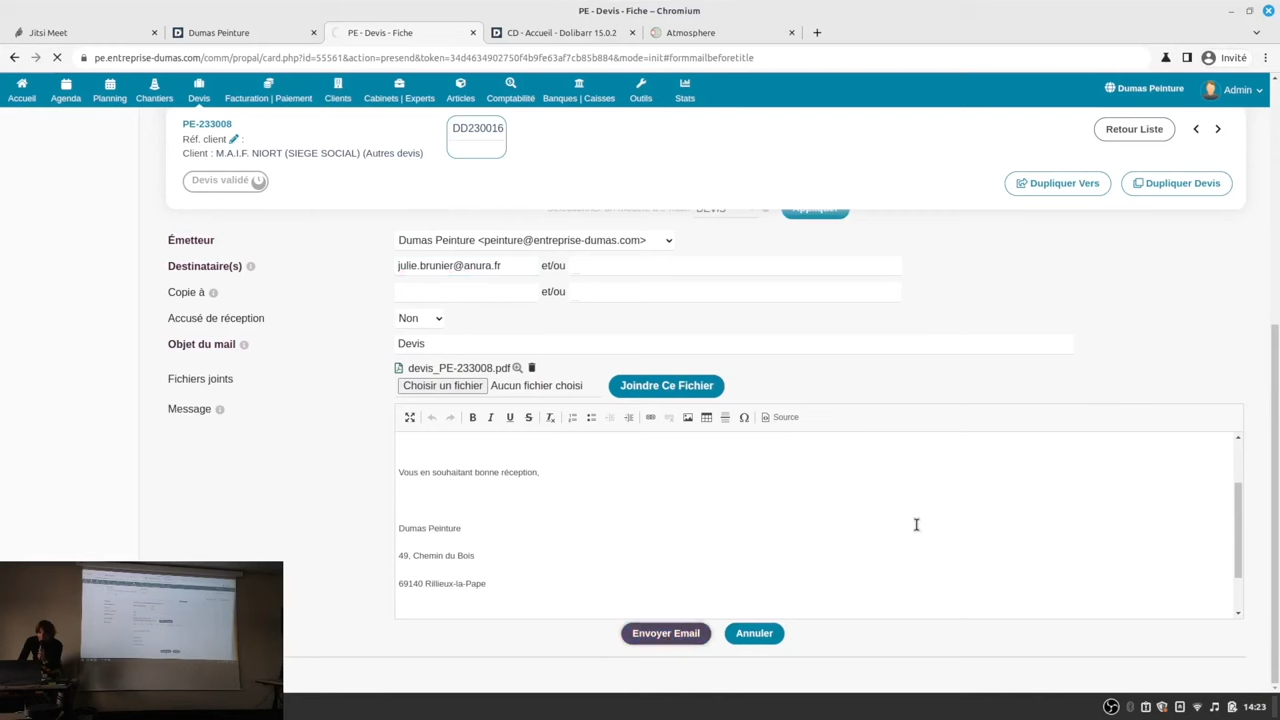 PE - Devis - Fiche – Chromium
Jitsi Meet
Dumas Peinture
PE - Devis - Fiche
CD - Accueil - Dolibarr 15.0.2
Atmosphere
pe.entreprise-dumas.com/comm/propal/card.php?id=55561&action=presend&token=34d4634902750f4b9fe63af7cb85b884&mode=init#formmailbeforetitle
Invité
Accueil
Agenda
Planning
Chantiers
Devis
Facturation | Paiement
Clients
Cabinets | Experts
Articles
Comptabilité
Banques | Caisses
Outils
Stats
Dumas Peinture
Admin
PE-233008
Réf. client :
Client : M.A.I.F. NIORT (SIEGE SOCIAL) (Autres devis)
DD230016
Retour Liste
Devis validé
Dupliquer Vers
Dupliquer Devis
Émetteur
Dumas Peinture <peinture@entreprise-dumas.com>
Destinataire(s)
julie.brunier@anura.fr
et/ou
Copie à
et/ou
Accusé de réception
Non
Objet du mail
Devis
Fichiers joints
devis_PE-233008.pdf
Choisir un fichier
Aucun fichier choisi
Joindre Ce Fichier
Message
Source
Vous en souhaitant bonne réception,
Dumas Peinture
49, Chemin du Bois
69140 Rillieux-la-Pape
Envoyer Email
Annuler
14:23